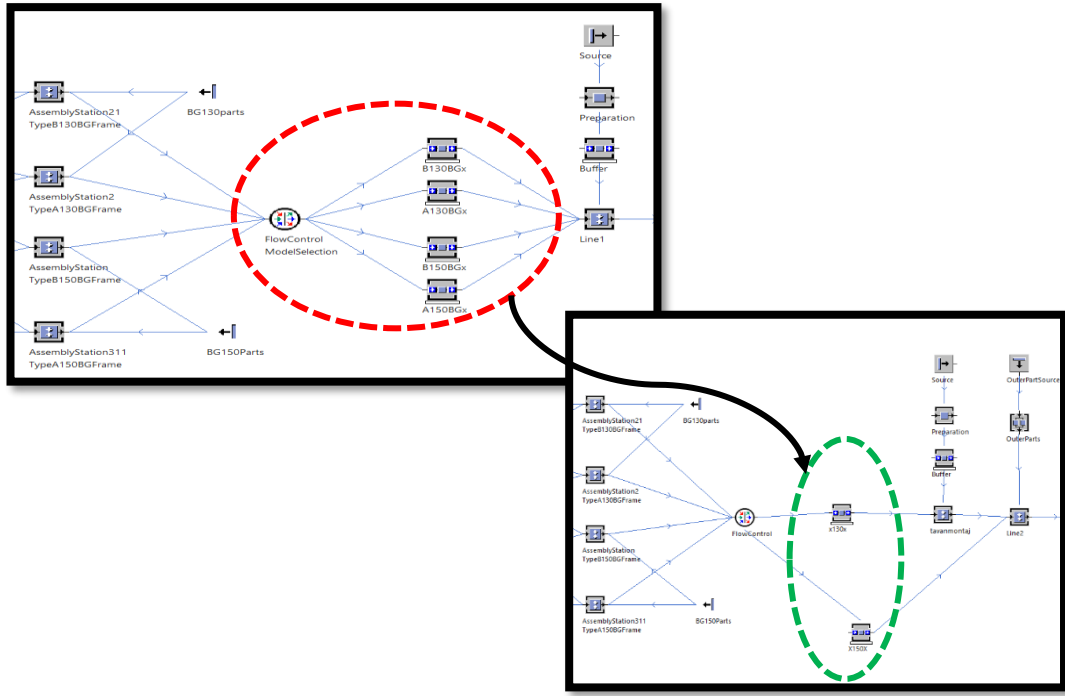 Source
AssemblyStation21
TypeB130BGFrame
BG130parts
Preparation
B130BGx
Buffer
AssemblyStation2
TypeA130BGFrame
A130BGx
FlowControl
ModelSelection
Line1
AssemblyStation
TypeB150BGFrame
B150BGx
A150BGx
AssemblyStation311
TypeA150BGFrame
BG150Parts
Source
OuterPartSource
AssemblyStation21
TypeB130BGFrame
BG130parts
Preparation
OuterParts
Buffer
AssemblyStation2
TypeA130BGFrame
FlowControl
x130x
tavanmontaj
Line2
AssemblyStation
TypeB150BGFrame
AssemblyStation311
TypeA150BGFrame
BG150Parts
X150X